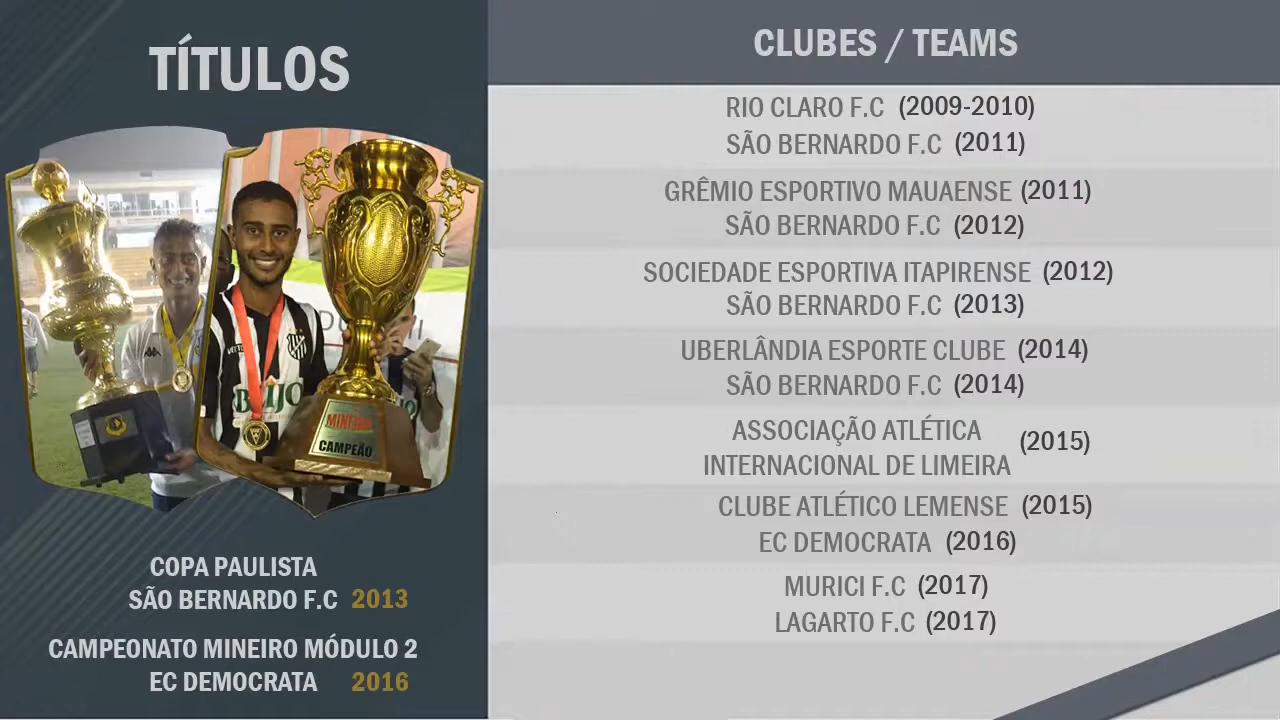 TÍTULOS
MINEIRO
CAMPEÃO
COPA PAULISTA
SÃO BERNARDO F.C 2013
CAMPEONATO MINEIRO MÓDULO 2
EC DEMOCRATA 2016
CLUBES / TEAMS
RIO CLARO F.C (2009-2010)
SÃO BERNARDO F.C (2011)
GRÊMIO ESPORTIVO MAUAENSE (2011)
SÃO BERNARDO F.C (2012)
SOCIEDADE ESPORTIVA ITAPIRENSE (2012)
SÃO BERNARDO F.C (2013)
UBERLÂNDIA ESPORTE CLUBE (2014)
SÃO BERNARDO F.C (2014)
ASSOCIAÇÃO ATLÉTICA
INTERNACIONAL DE LIMEIRA (2015)
CLUBE ATLÉTICO LEMENSE (2015)
EC DEMOCRATA (2016)
MURICI F.C (2017)
LAGARTO F.C (2017)